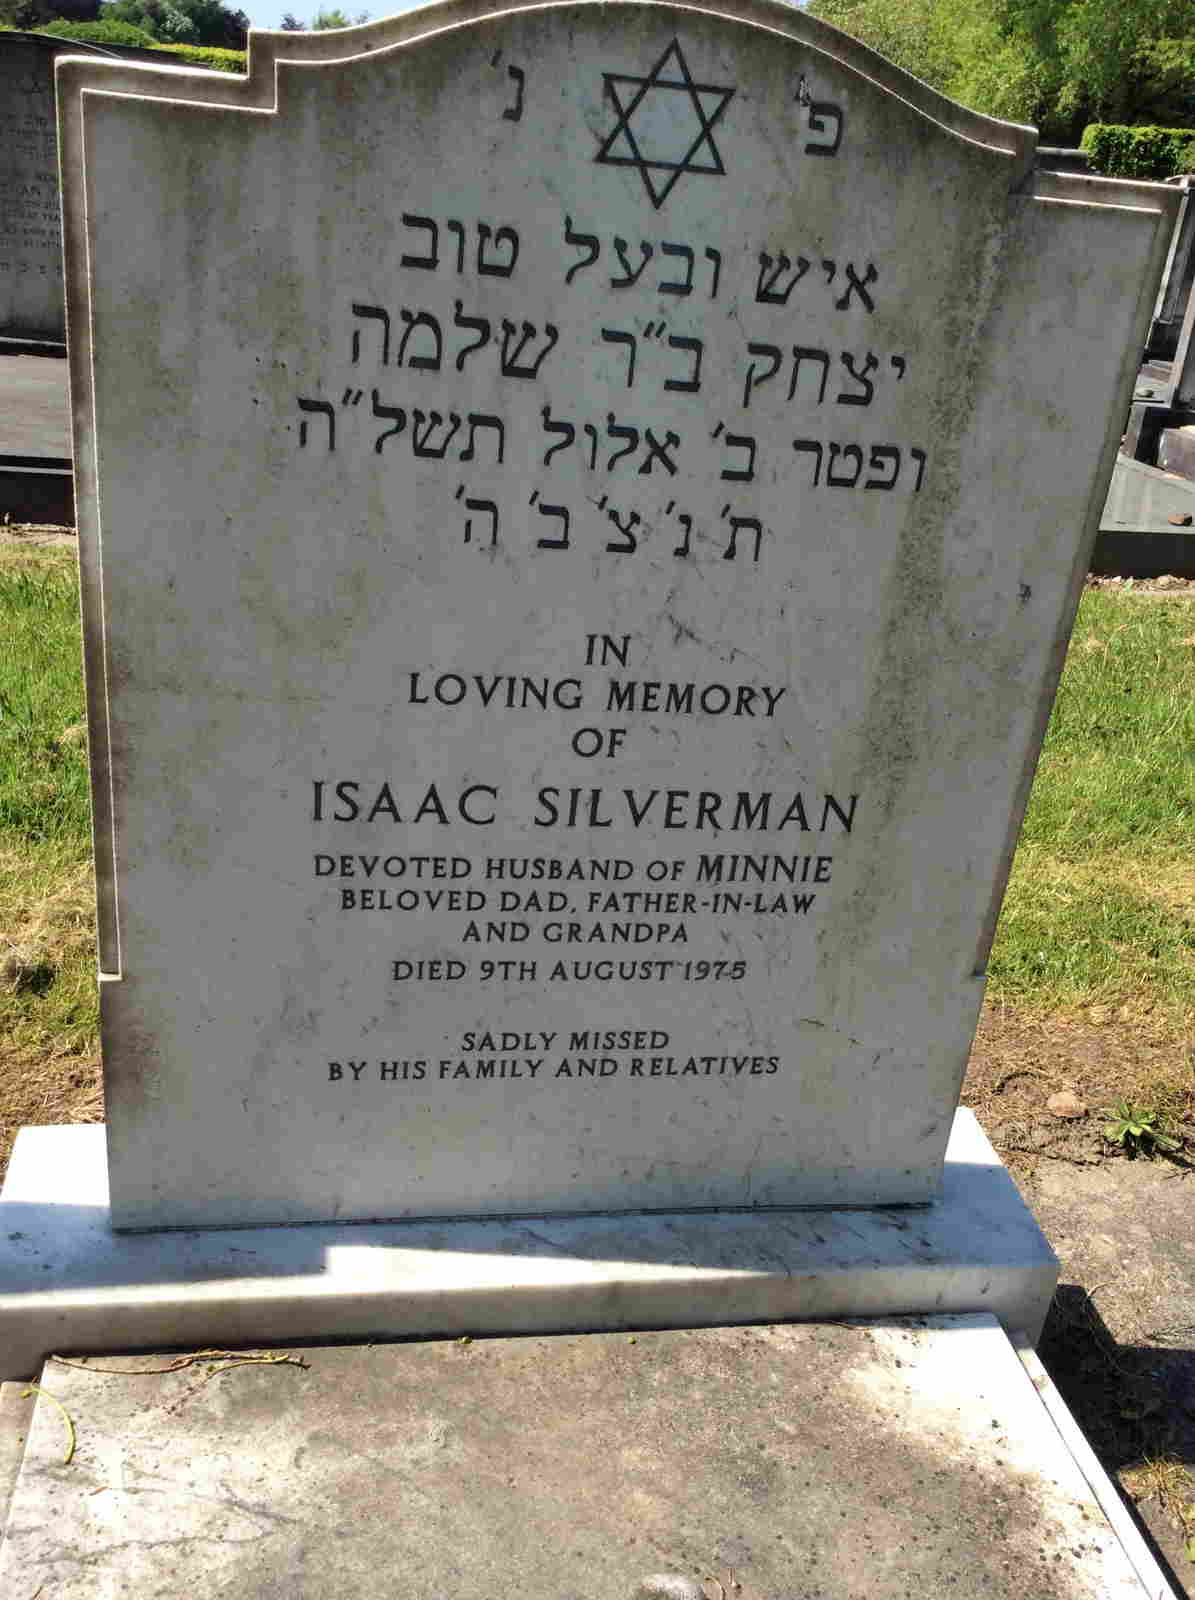 פ' נ'
איש ובעל טוב
יצחק ב"ר שלמה
ופטר ב' אלול תשל"ה
ת' נ' צ' ב' ה'
IN
LOVING MEMORY
OF
ISAAC SILVERMAN
DEVOTED HUSBAND OF MINNIE
BELOVED DAD, FATHER-IN-LAW
AND GRANDPA
DIED 9TH AUGUST 1975
SADLY MISSED
BY HIS FAMILY AND RELATIVES